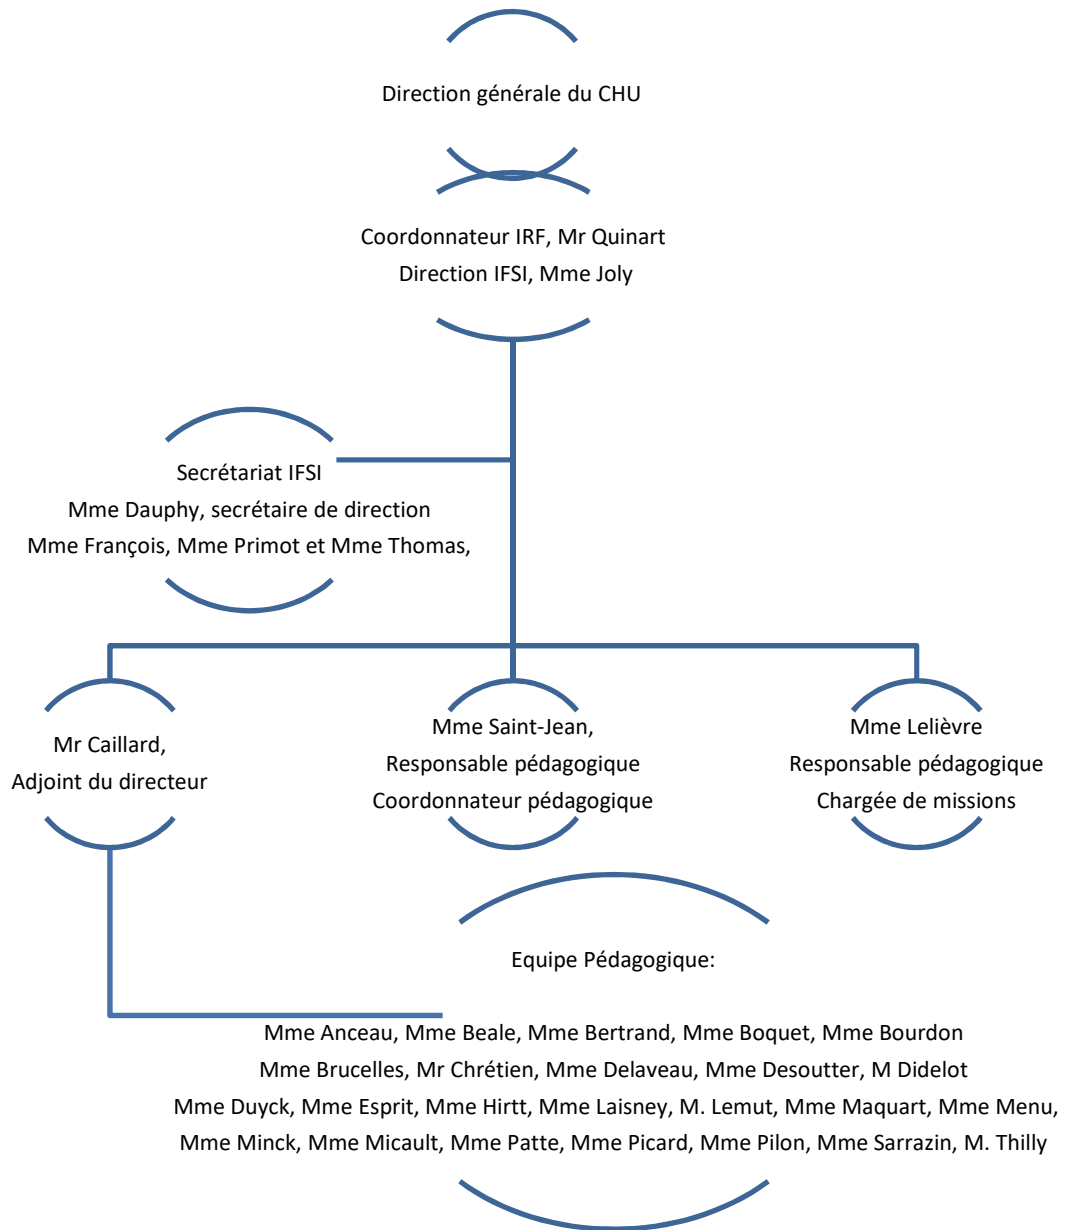 Direction générale du CHU
Coordonnateur IRF, Mr Quinart
Direction IFSI, Mme Joly
Secrétariat IFSI
Mme Dauphy, secrétaire de direction
Mme François, Mme Primot et Mme Thomas,
Mr Caillard,
Adjoint du directeur
Mme Saint-Jean,
Responsable pédagogique
Coordonnateur pédagogique
Mme Lelièvre
Responsable pédagogique
Chargée de missions
Equipe Pédagogique:
Mme Anceau, Mme Beale, Mme Bertrand, Mme Boquet, Mme Bourdon
Mme Brucelles, Mr Chrétien, Mme Delaveau, Mme Desoutter, M Didelot
Mme Duyck, Mme Esprit, Mme Hirtt, Mme Laisney, M. Lemut, Mme Maquart, Mme Menu,
Mme Minck, Mme Micault, Mme Patte, Mme Picard, Mme Pilon, Mme Sarrazin, M. Thilly